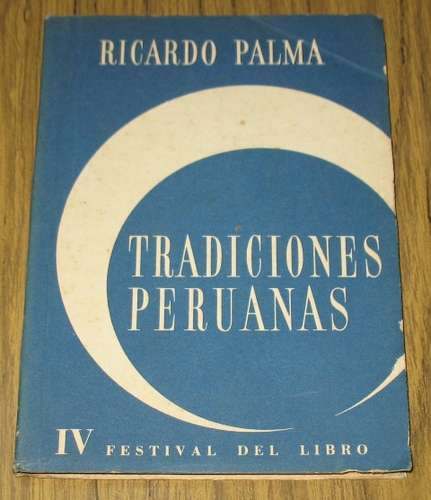 RICARDO PALMA
TRADICIONES
PERUANAS
IV FESTIVAL DEL LIBRO